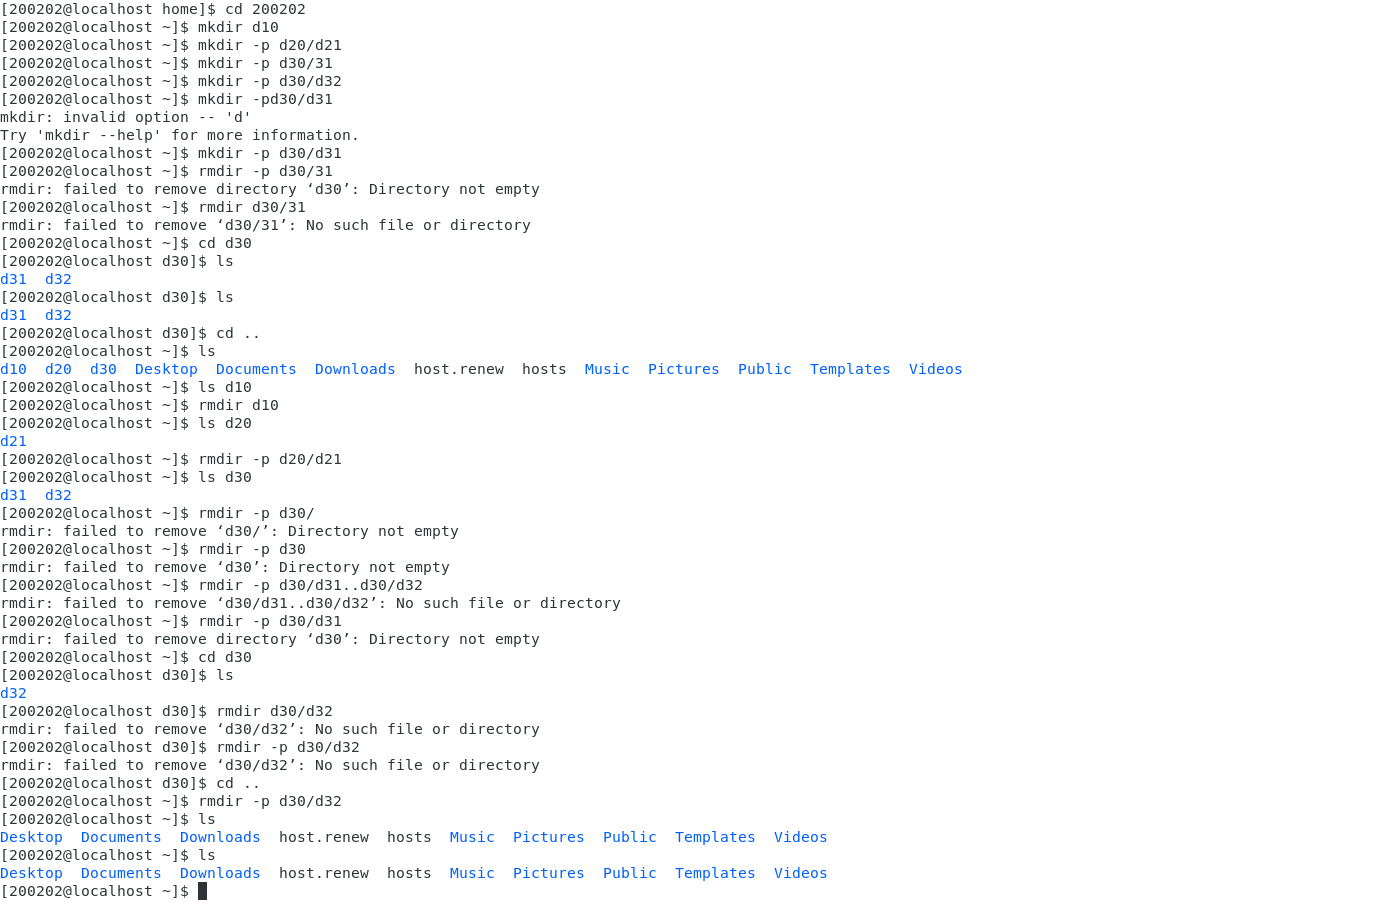 [200202@localhost home]$ cd 200202
[200202@localhost ~]$ mkdir d10
[200202@localhost ~]$ mkdir -p d20/d21
[200202@localhost ~]$ mkdir -p d30/31
[200202@localhost ~]$ mkdir -p d30/d32
[200202@localhost ~]$ mkdir -pd30/d31
mkdir: invalid option -- 'd'
Try 'mkdir --help' for more information.
[200202@localhost ~]$ mkdir -p d30/d31
[200202@localhost ~]$ rmdir -p d30/31
rmdir: failed to remove directory ‘d30’: Directory not empty
[200202@localhost ~]$ rmdir d30/31
rmdir: failed to remove ‘d30/31’: No such file or directory
[200202@localhost ~]$ cd d30
[200202@localhost d30]$ ls
d31  d32
[200202@localhost d30]$ ls
d31  d32
[200202@localhost d30]$ cd ..
[200202@localhost ~]$ ls
d10  d20  d30  Desktop  Documents  Downloads  host.renew  hosts  Music  Pictures  Public  Templates  Videos
[200202@localhost ~]$ ls d10
[200202@localhost ~]$ rmdir d10
[200202@localhost ~]$ ls d20
d21
[200202@localhost ~]$ rmdir -p d20/d21
[200202@localhost ~]$ ls d30
d31  d32
[200202@localhost ~]$ rmdir -p d30/
rmdir: failed to remove ‘d30/’: Directory not empty
[200202@localhost ~]$ rmdir -p d30
rmdir: failed to remove ‘d30’: Directory not empty
[200202@localhost ~]$ rmdir -p d30/d31..d30/d32
rmdir: failed to remove ‘d30/d31..d30/d32’: No such file or directory
[200202@localhost ~]$ rmdir -p d30/d31
rmdir: failed to remove directory ‘d30’: Directory not empty
[200202@localhost ~]$ cd d30
[200202@localhost d30]$ ls
d32
[200202@localhost d30]$ rmdir d30/d32
rmdir: failed to remove ‘d30/d32’: No such file or directory
[200202@localhost d30]$ rmdir -p d30/d32
rmdir: failed to remove ‘d30/d32’: No such file or directory
[200202@localhost d30]$ cd ..
[200202@localhost ~]$ rmdir -p d30/d32
[200202@localhost ~]$ ls
Desktop  Documents  Downloads  host.renew  hosts  Music  Pictures  Public  Templates  Videos
[200202@localhost ~]$ ls
Desktop  Documents  Downloads  host.renew  hosts  Music  Pictures  Public  Templates  Videos
[200202@localhost ~]$